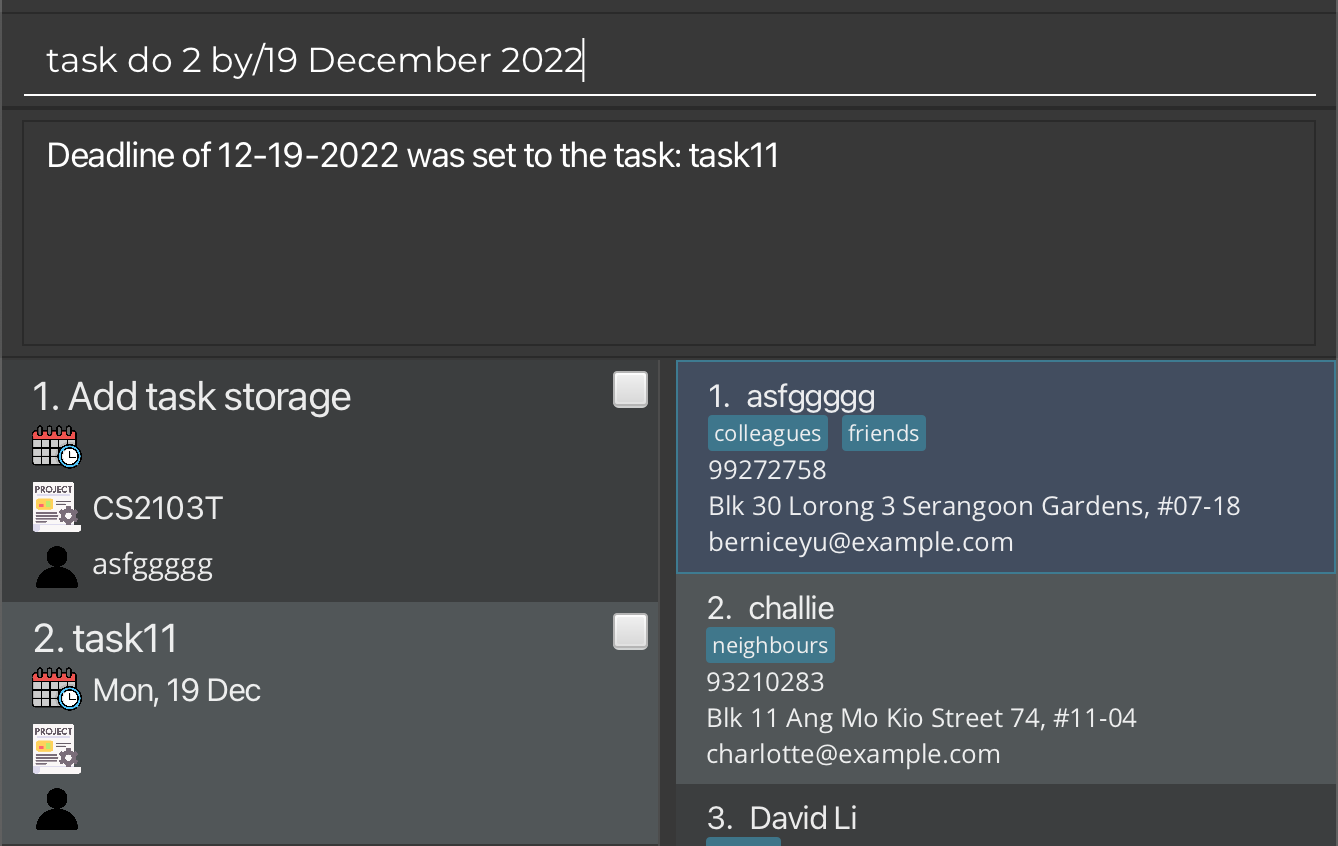 task do 2 by/19 December 2022
Deadline of 12-19-2022 was set to the task: task11
1. Add task storage
PROJECT
CS2103T
asfggggg
2. task11
Mon, 19 Dec
PROJECT
1. asfggggg
colleagues friends
99272758
Blk 30 Lorong 3 Serangoon Gardens, #07-18
berniceyu@example.com
2. challie
neighbours
93210283
Blk 11 Ang Mo Kio Street 74, #11-04
charlotte@example.com
3. David Li